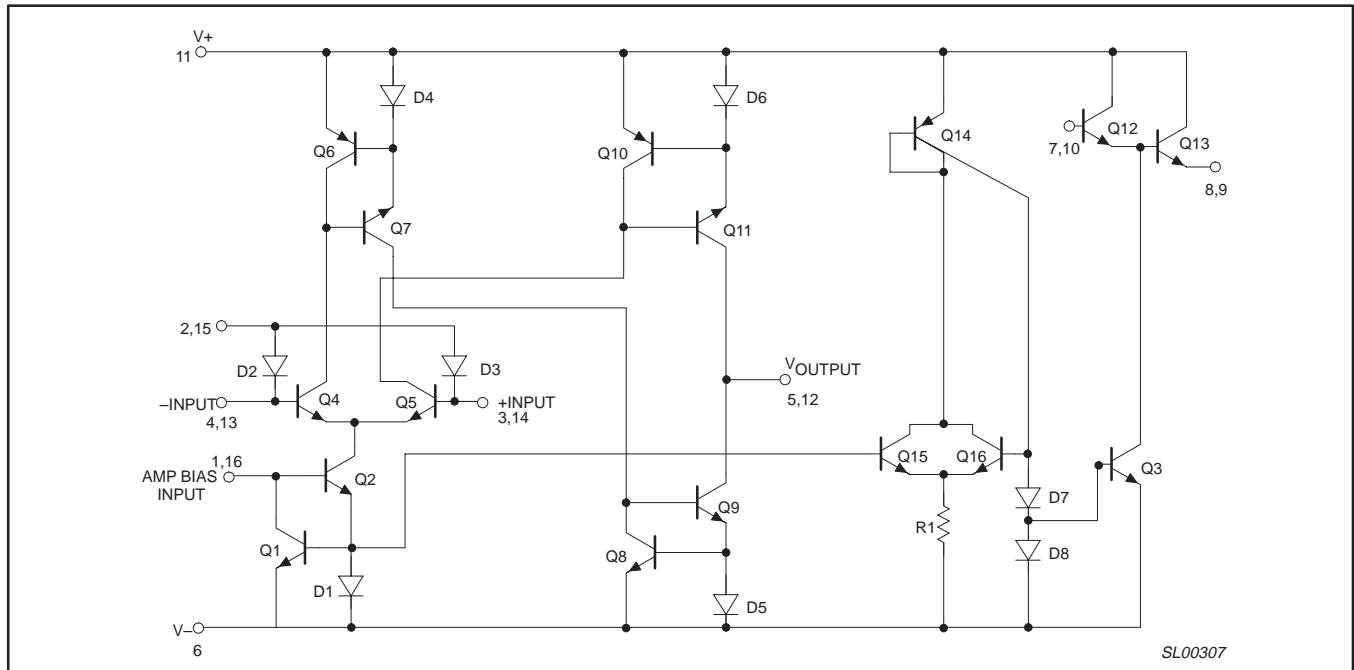 V+
11
D4
D6
Q6
Q10
Q14
Q12
Q13
7,10
8,9
Q7
Q11
2,15
D2
D3
VOUTPUT
5,12
–INPUT
4,13
Q4
Q5
+INPUT
3,14
Q15
Q16
1,16
AMP BIAS
INPUT
Q2
Q3
D7
Q9
R1
Q1
Q8
D8
D1
D5
V–
6
SL00307